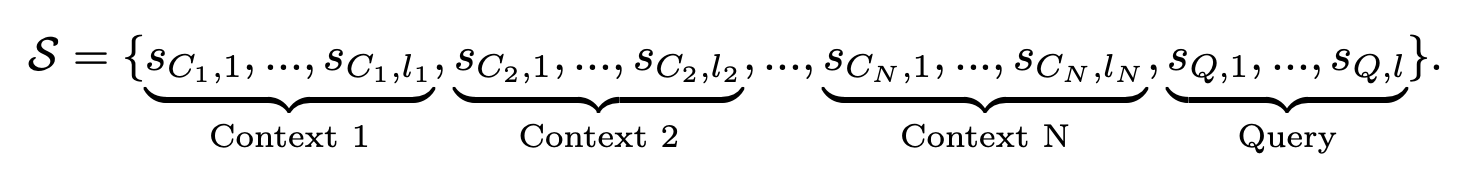 𝒮 = {s_{C_1,1}, ..., s_{C_1,l_1}, s_{C_2,1}, ..., s_{C_2,l_2}, ..., s_{C_N,1}, ..., s_{C_N,l_N}, s_{Q,1}, ..., s_{Q,l}}.
Context 1 Context 2 Context N Query